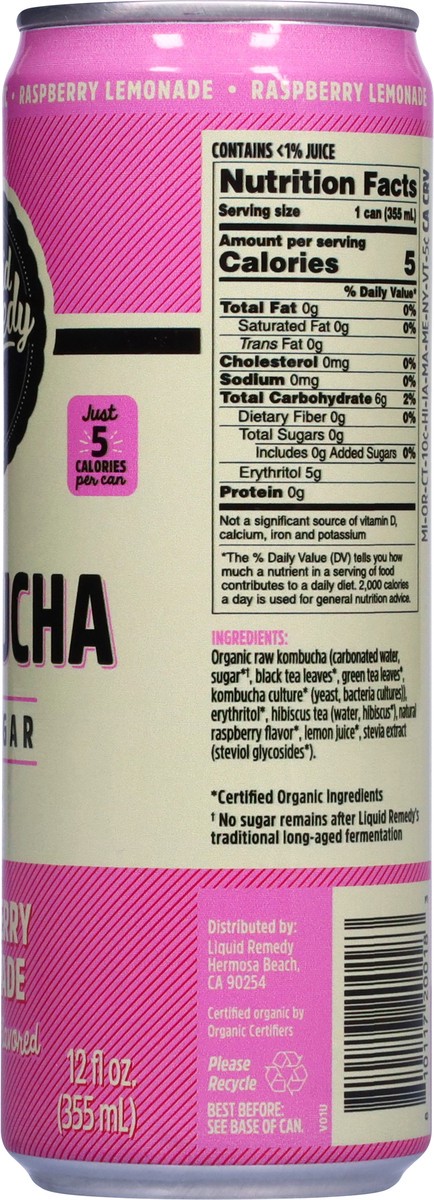 • RASPBERRY LEMONADE • RASPBERRY LEMONADE
CONTAINS <1% JUICE
Nutrition Facts
Serving size 1 can (355 mL)
Amount per serving
Calories 5
% Daily Value*
Total Fat 0g 0%
Saturated Fat 0g 0%
Trans Fat 0g
Cholesterol 0mg 0%
Sodium 0mg 0%
Total Carbohydrate 6g 2%
Dietary Fiber 0g 0%
Total Sugars 0g
Includes 0g Added Sugars 0%
Erythritol 5g
Protein 0g
Not a significant source of vitamin D,
calcium, iron and potassium
*The % Daily Value (DV) tells you how
much a nutrient in a serving of food
contributes to a daily diet. 2,000 calories
a day is used for general nutrition advice.
MI-OR-CT-10c-HI-IA-MA-ME-NY-VT-5c CA CRV
Just
5
CALORIES
per can
UCHA
GAR
INGREDIENTS:
Organic raw kombucha (carbonated water,
sugar*†, black tea leaves*, green tea leaves*,
kombucha culture* (yeast, bacteria cultures)),
erythritol*, hibiscus tea (water, hibiscus*), natural
raspberry flavor*, lemon juice*, stevia extract
(steviol glycosides*).
*Certified Organic Ingredients
† No sugar remains after Liquid Remedy's
traditional long-aged fermentation
RRY
ADE
avored
12 fl oz.
(355 mL)
Distributed by:
Liquid Remedy
Hermosa Beach,
CA 90254
Certified organic by
Organic Certifiers
Please
Recycle
BEST BEFORE:
SEE BASE OF CAN.
V01U